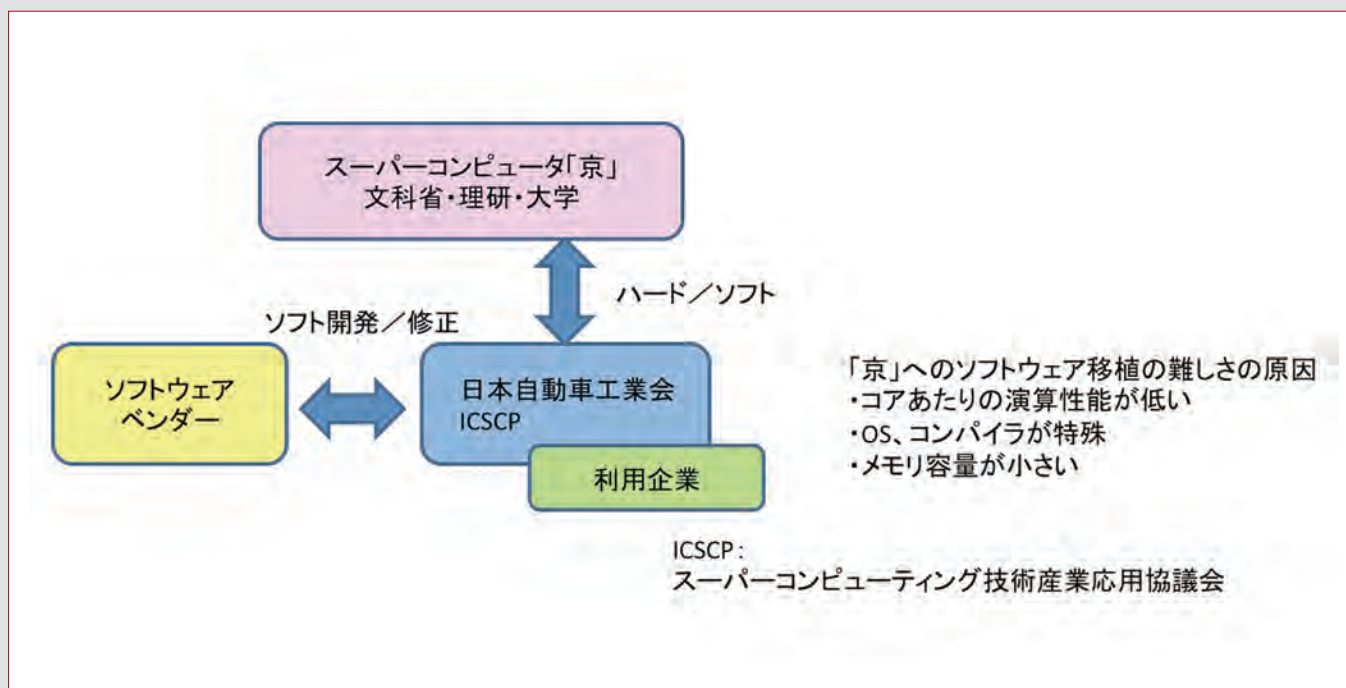 スーパーコンピュータ「京」
文科省・理研・大学
ハード／ソフト
ソフト開発／修正
ソフトウェア
ベンダー
日本自動車工業会
ICSCP
利用企業
「京」へのソフトウェア移植の難しさの原因
・コアあたりの演算性能が低い
・OS、コンパイラが特殊
・メモリ容量が小さい
ICSCP：
スーパーコンピューティング技術産業応用協議会